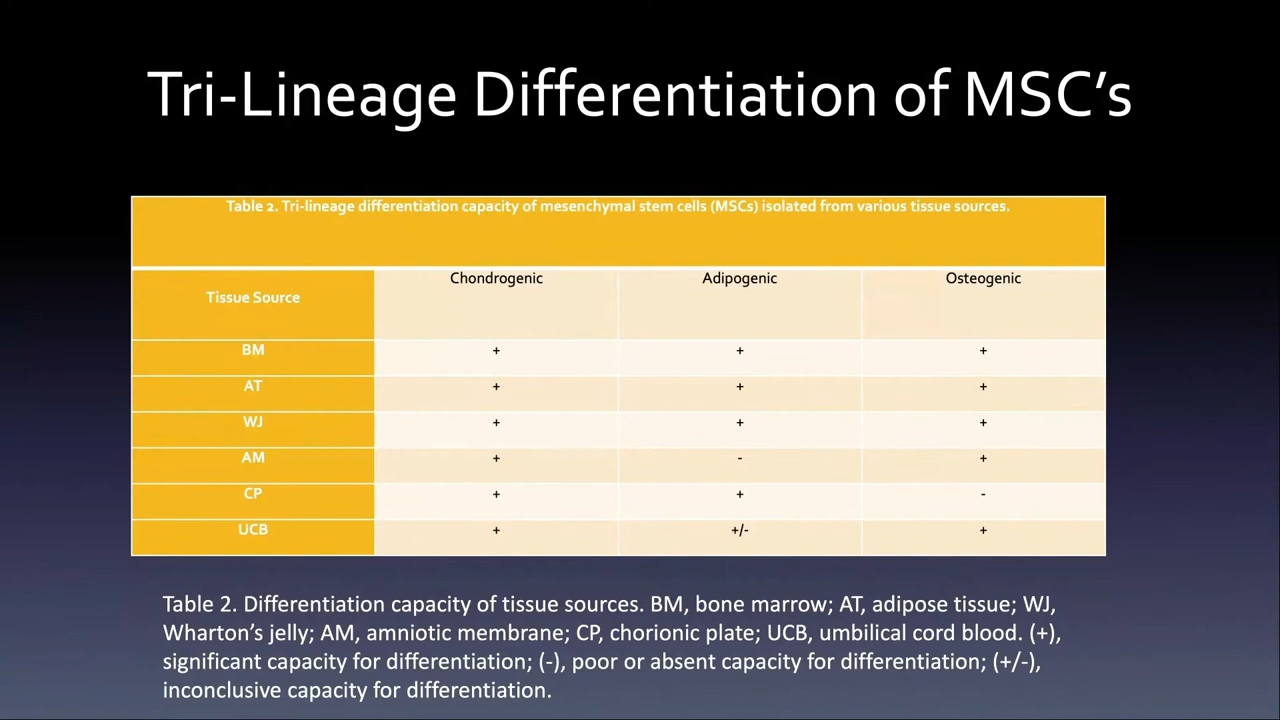 Tri-Lineage Differentiation of MSC’s
Table 2. Tri-lineage differentiation capacity of mesenchymal stem cells (MSCs) isolated from various tissue sources.
Tissue Source Chondrogenic Adipogenic Osteogenic
BM + + +
AT + + +
WJ + + +
AM + - +
CP + + -
UCB + +/- +
Table 2. Differentiation capacity of tissue sources. BM, bone marrow; AT, adipose tissue; WJ,
Wharton’s jelly; AM, amniotic membrane; CP, chorionic plate; UCB, umbilical cord blood. (+),
significant capacity for differentiation; (-), poor or absent capacity for differentiation; (+/-),
inconclusive capacity for differentiation.